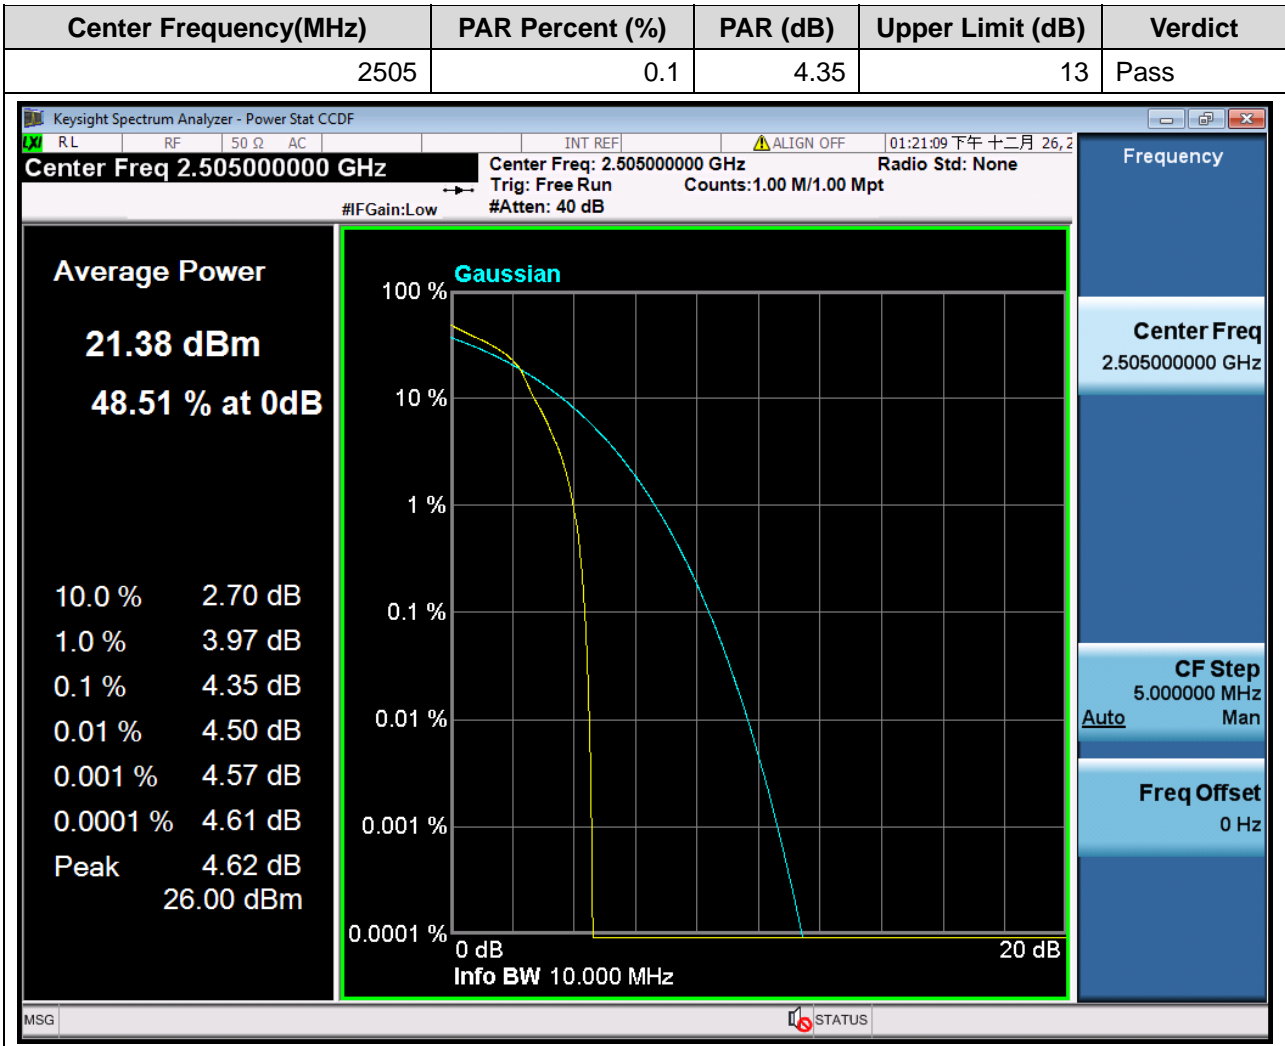 Center Frequency(MHz) PAR Percent (%) PAR (dB) Upper Limit (dB) Verdict
2505 0.1 4.35 13 Pass
Keysight Spectrum Analyzer - Power Stat CCDF
LXI RL RF 50 Ω AC INT REF ALIGN OFF 01:21:09 下午 十二月 26, 2
Center Freq 2.505000000 GHz
Center Freq: 2.505000000 GHz Radio Std: None
Trig: Free Run Counts:1.00 M/1.00 Mpt
#IFGain:Low #Atten: 40 dB
Average Power
21.38 dBm
48.51 % at 0dB
10.0 % 2.70 dB
1.0 % 3.97 dB
0.1 % 4.35 dB
0.01 % 4.50 dB
0.001 % 4.57 dB
0.0001 % 4.61 dB
Peak 4.62 dB
26.00 dBm
Gaussian
100 %
10 %
1 %
0.1 %
0.01 %
0.001 %
0.0001 %
0 dB 20 dB
Info BW 10.000 MHz
Frequency
Center Freq
2.505000000 GHz
CF Step
5.000000 MHz
Auto Man
Freq Offset
0 Hz
MSG STATUS